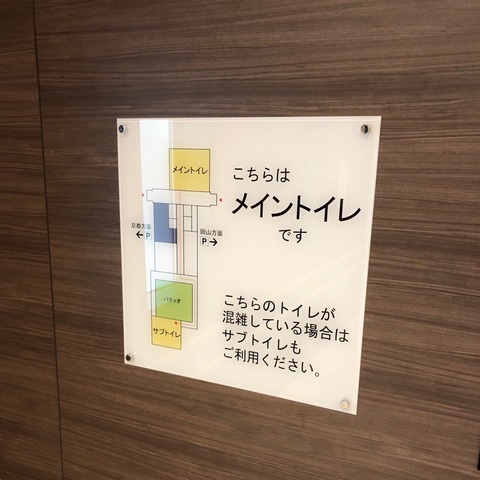 メイントイレ
京都方面
←P
岡山方面
P→
パティオ
サブトイレ
こちらは
メイントイレ
です
こちらのトイレが
混雑している場合は
サブトイレも
ご利用ください。